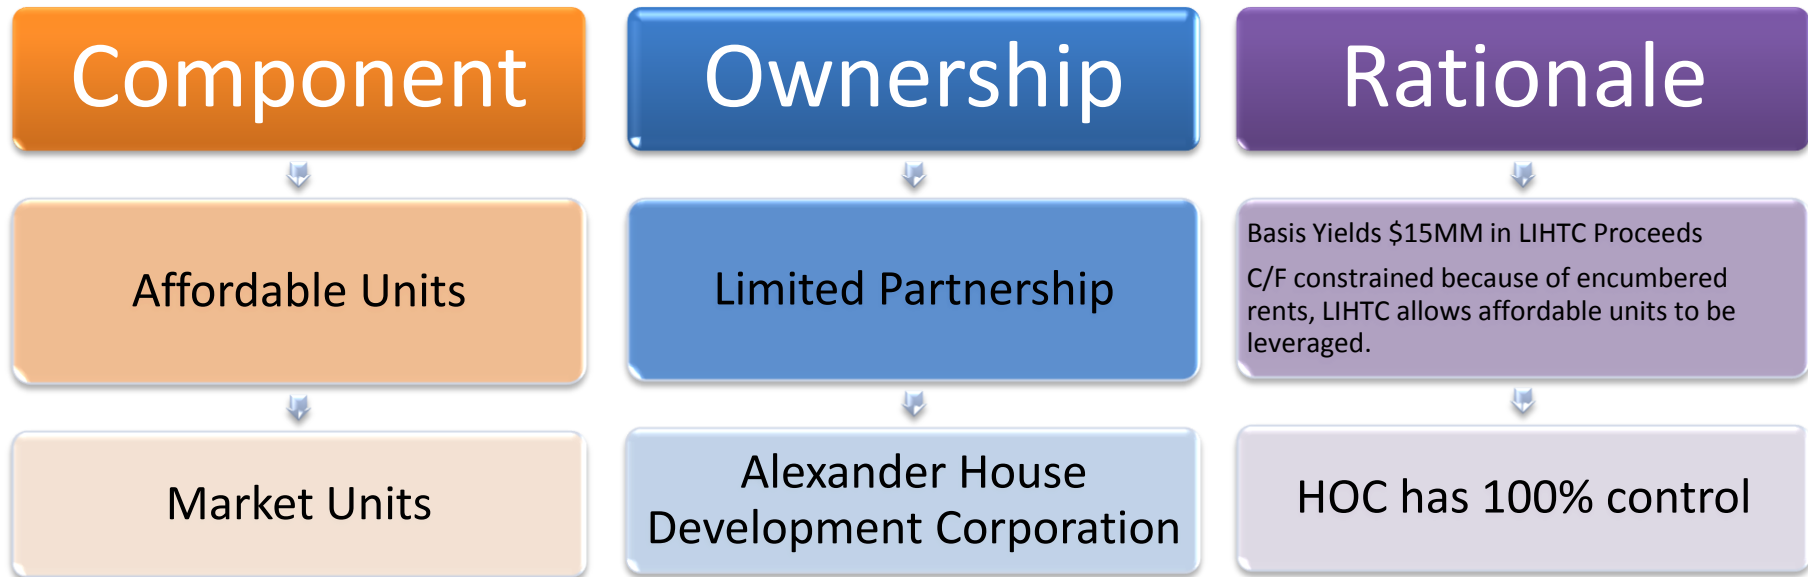 Component
Ownership
Rationale
Affordable Units
Limited Partnership
Basis Yields $15MM in LIHTC Proceeds
C/F constrained because of encumbered
rents, LIHTC allows affordable units to be
leveraged.
Market Units
Alexander House
Development Corporation
HOC has 100% control